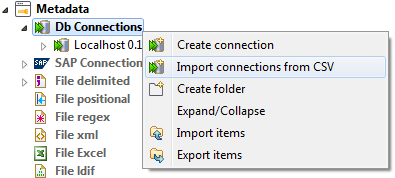 Metadata
Db Connections
Localhost 0.1
SAP Connection
File delimited
File positional
File regex
File xml
File Excel
File ldif
Create connection
Import connections from CSV
Create folder
Expand/Collapse
Import items
Export items